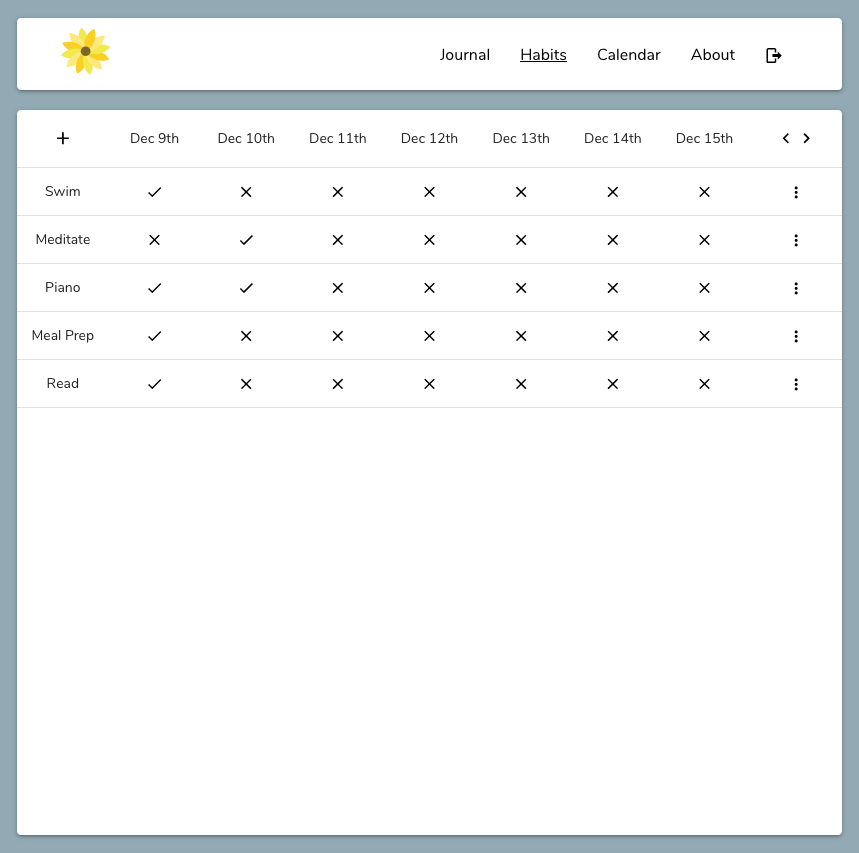 Journal Habits Calendar About
Dec 9th Dec 10th Dec 11th Dec 12th Dec 13th Dec 14th Dec 15th
Swim
Meditate
Piano
Meal Prep
Read